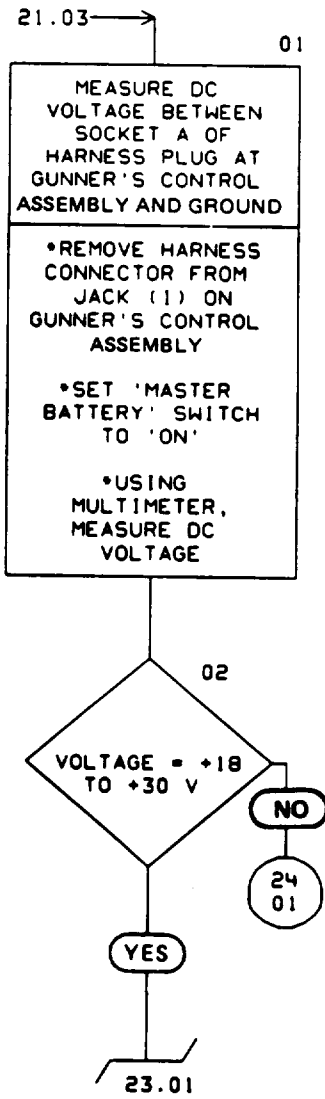 21.03
01
MEASURE DC
VOLTAGE BETWEEN
SOCKET A OF
HARNESS PLUG AT
GUNNER'S CONTROL
ASSEMBLY AND GROUND
•REMOVE HARNESS
CONNECTOR FROM
JACK (1) ON
GUNNER'S CONTROL
ASSEMBLY
•SET 'MASTER
BATTERY' SWITCH
TO 'ON'
•USING
MULTIMETER,
MEASURE DC
VOLTAGE
02
VOLTAGE = +18
TO +30 V
NO
24
01
YES
23.01